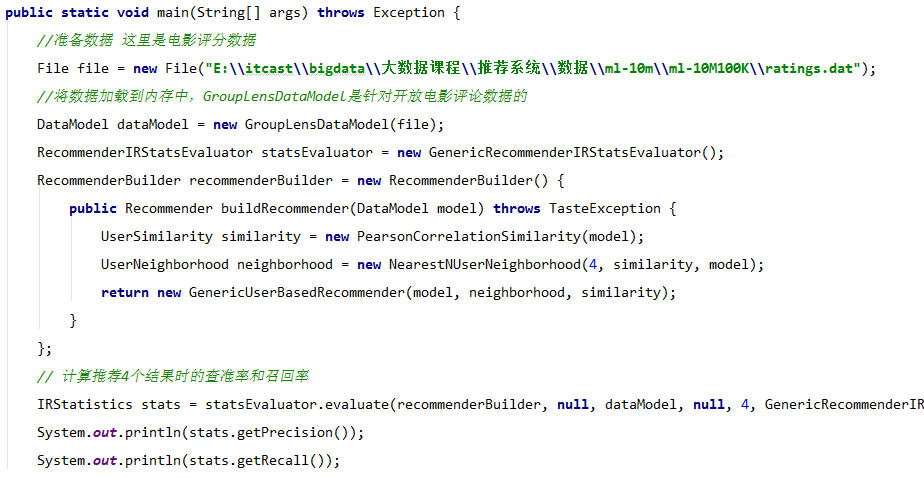 public static void main(String[] args) throws Exception {
//准备数据 这里是电影评分数据
File file = new File("E:\\itcast\\bigdata\\大数据课程\\推荐系统\\数据\\ml-10m\\ml-10M100K\\ratings.dat");
//将数据加载到内存中，GroupLensDataModel是针对开放电影评论数据的
DataModel dataModel = new GroupLensDataModel(file);
RecommenderIRStatsEvaluator statsEvaluator = new GenericRecommenderIRStatsEvaluator();
RecommenderBuilder recommenderBuilder = new RecommenderBuilder() {
public Recommender buildRecommender(DataModel model) throws TasteException {
UserSimilarity similarity = new PearsonCorrelationSimilarity(model);
UserNeighborhood neighborhood = new NearestNUserNeighborhood(4, similarity, model);
return new GenericUserBasedRecommender(model, neighborhood, similarity);
}
};
// 计算推荐4个结果时的查准率和召回率
IRStatistics stats = statsEvaluator.evaluate(recommenderBuilder, null, dataModel, null, 4, GenericRecommenderIR
System.out.println(stats.getPrecision());
System.out.println(stats.getRecall());